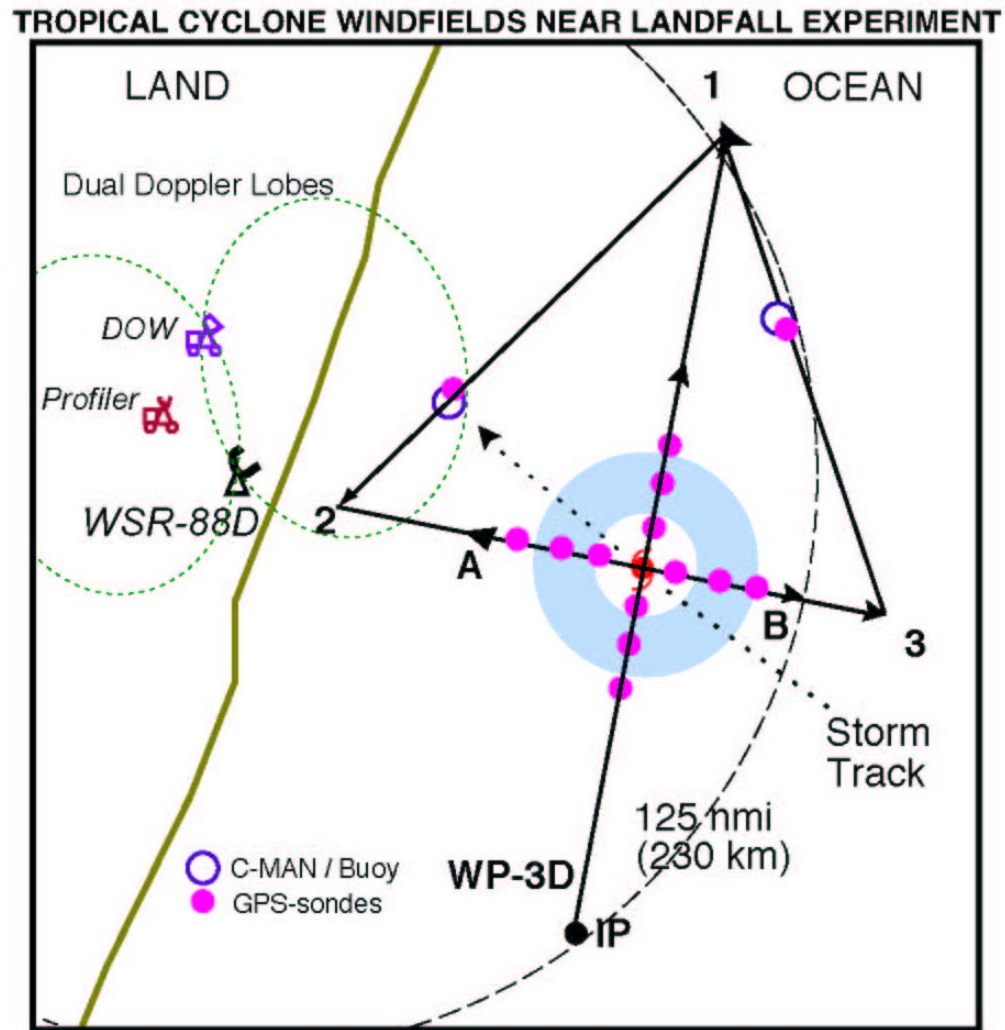 TROPICAL CYCLONE WINDFIELDS NEAR LANDFALL EXPERIMENT
LAND
1
OCEAN
Dual Doppler Lobes
DOW
Profiler
WSR-88D
2
A
B
3
Storm
Track
125 nmi
(230 km)
WP-3D
C-MAN / Buoy
GPS-sondes
IP